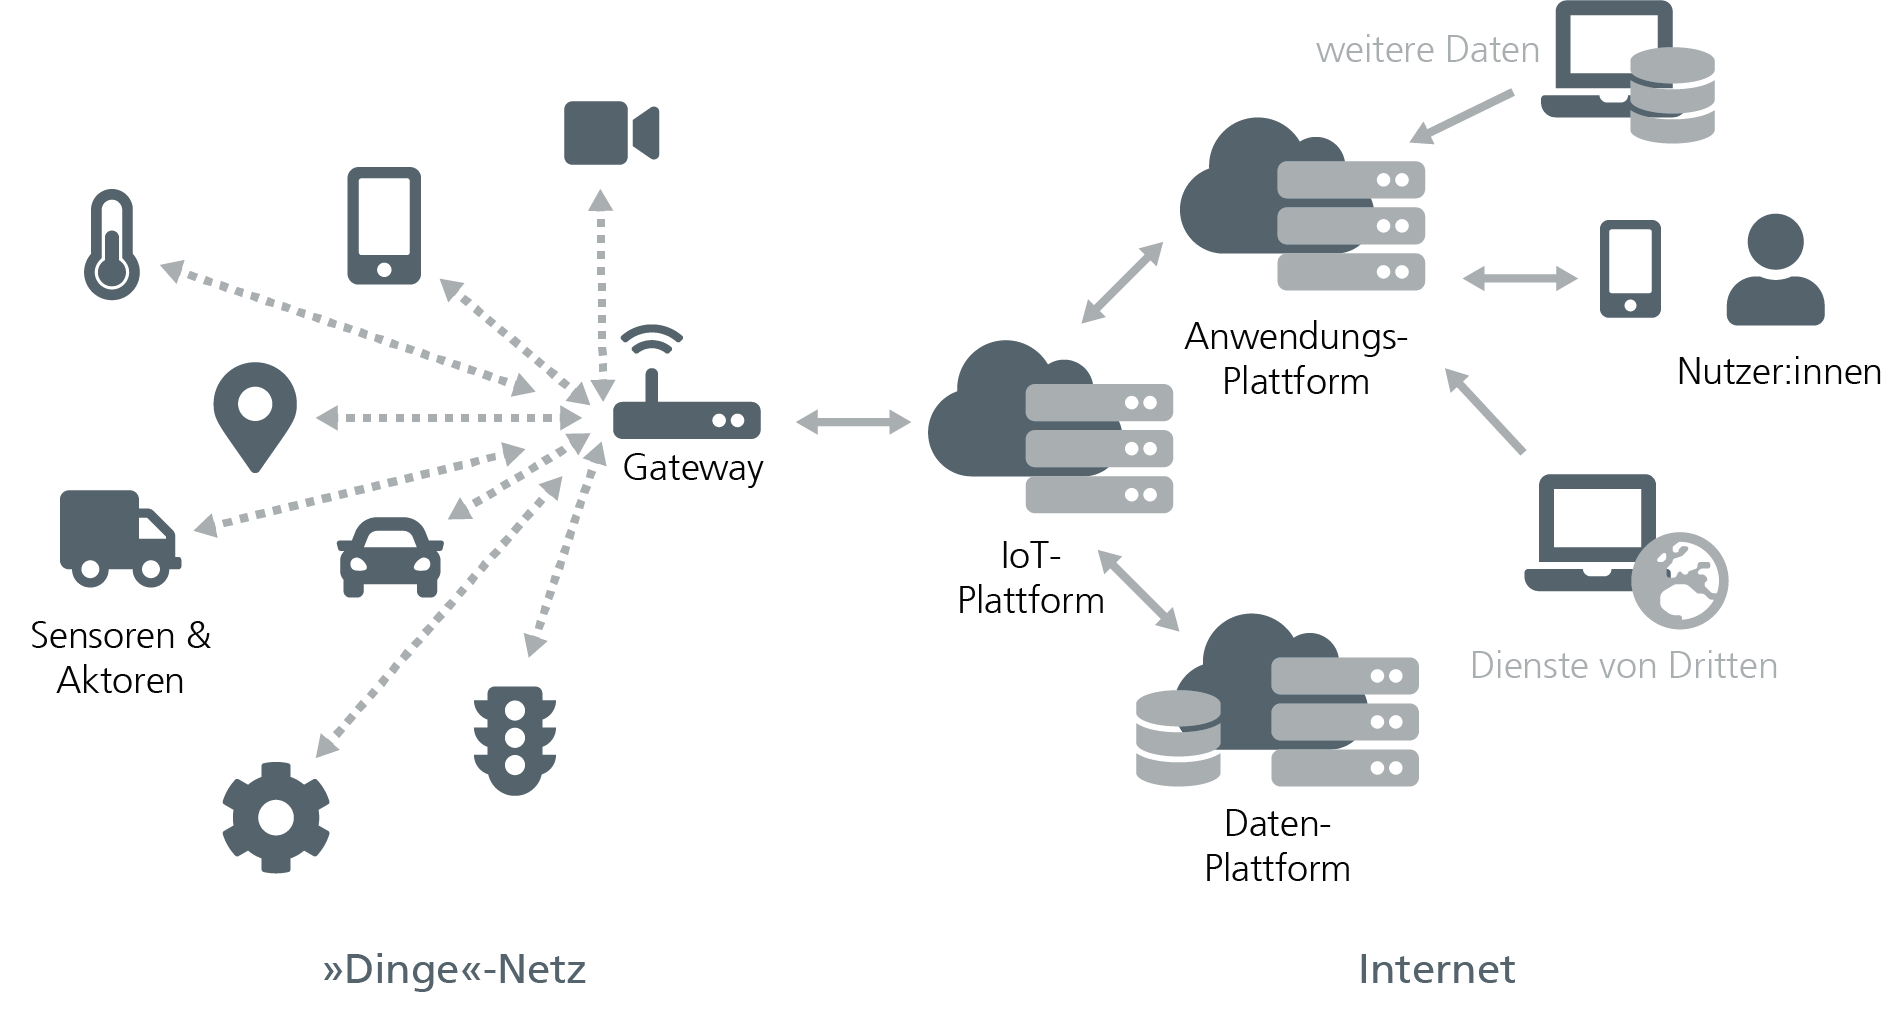 weitere Daten
Anwendungs-
Plattform
Nutzer:innen
Gateway
IoT-
Plattform
Sensoren &
Aktoren
Dienste von Dritten
Daten-
Plattform
»Dinge«-Netz
Internet